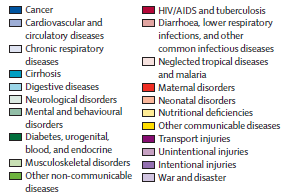 Cancer
Cardiovascular and
circulatory diseases
Chronic respiratory
diseases
Cirrhosis
Digestive diseases
Neurological disorders
Mental and behavioural
disorders
Diabetes, urogenital,
blood, and endocrine
Musculoskeletal disorders
Other non-communicable
diseases
HIV/AIDS and tuberculosis
Diarrhoea, lower respiratory
infections, and other
common infectious diseases
Neglected tropical diseases
and malaria
Maternal disorders
Neonatal disorders
Nutritional deficiencies
Other communicable diseases
Transport injuries
Unintentional injuries
Intentional injuries
War and disaster